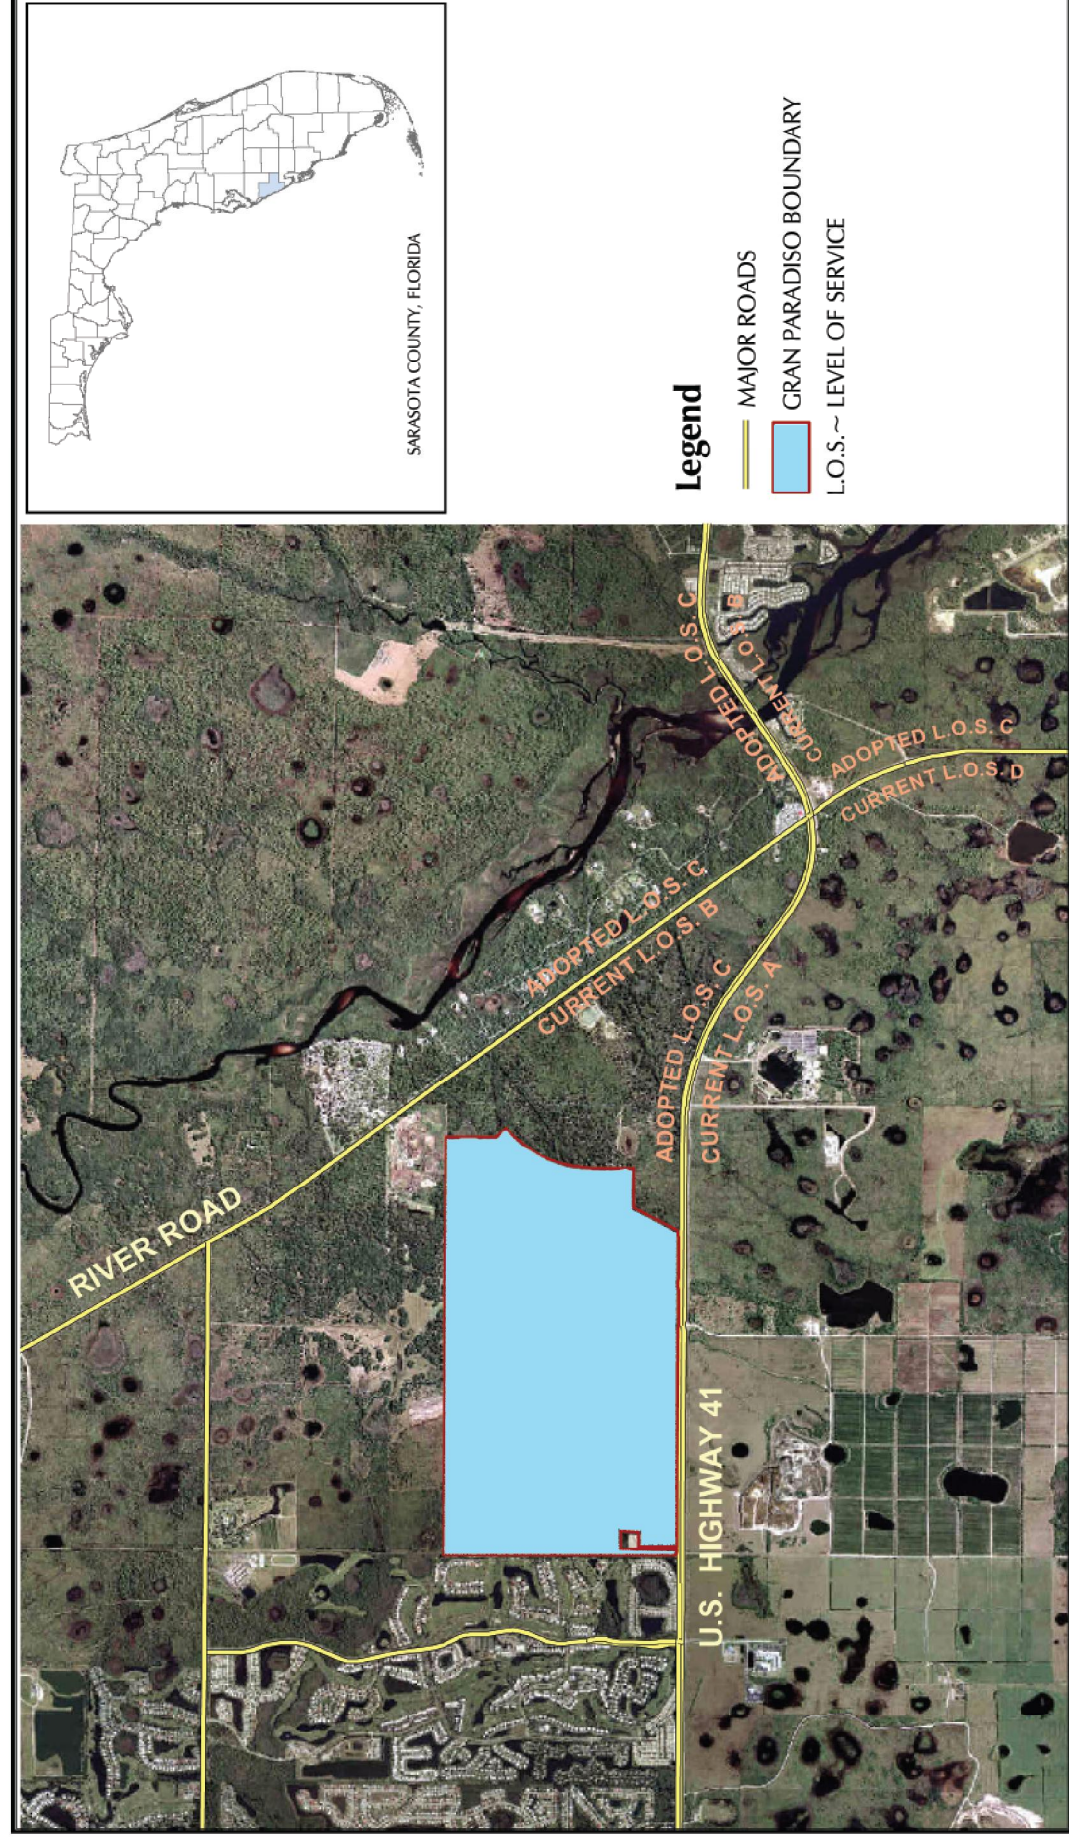 SARASOTA COUNTY, FLORIDA
Legend
MAJOR ROADS
GRAN PARADISO BOUNDARY
L.O.S. ~ LEVEL OF SERVICE
RIVER ROAD
ADOPTED L.O.S. C
CURRENT L.O.S. B
ADOPTED L.O.S. C
CURRENT L.O.S. A
ADOPTED L.O.S. C
CURRENT L.O.S. B
ADOPTED L.O.S. C
CURRENT L.O.S. D
U.S. HIGHWAY 41